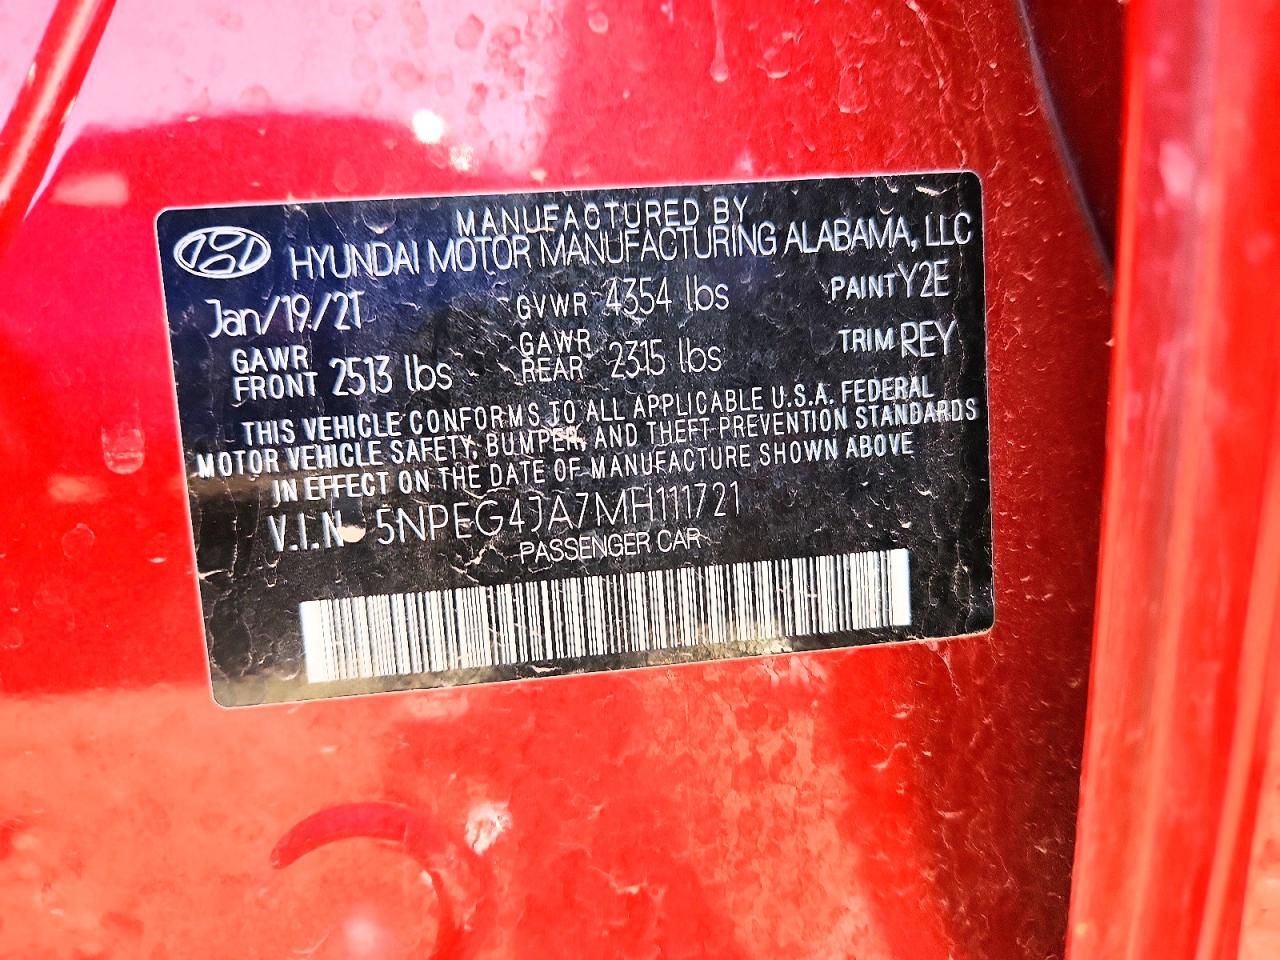 MANUFACTURED BY
HYUNDAI MOTOR MANUFACTURING ALABAMA, LLC
Jan/19/21 GVWR 4354 lbs PAINT Y2E
GAWR FRONT 2513 lbs GAWR REAR 2315 lbs TRIM REY
THIS VEHICLE CONFORMS TO ALL APPLICABLE U.S.A. FEDERAL
MOTOR VEHICLE SAFETY, BUMPER, AND THEFT PREVENTION STANDARDS
IN EFFECT ON THE DATE OF MANUFACTURE SHOWN ABOVE
V.I.N. 5NPEG4JA7MH111721
PASSENGER CAR